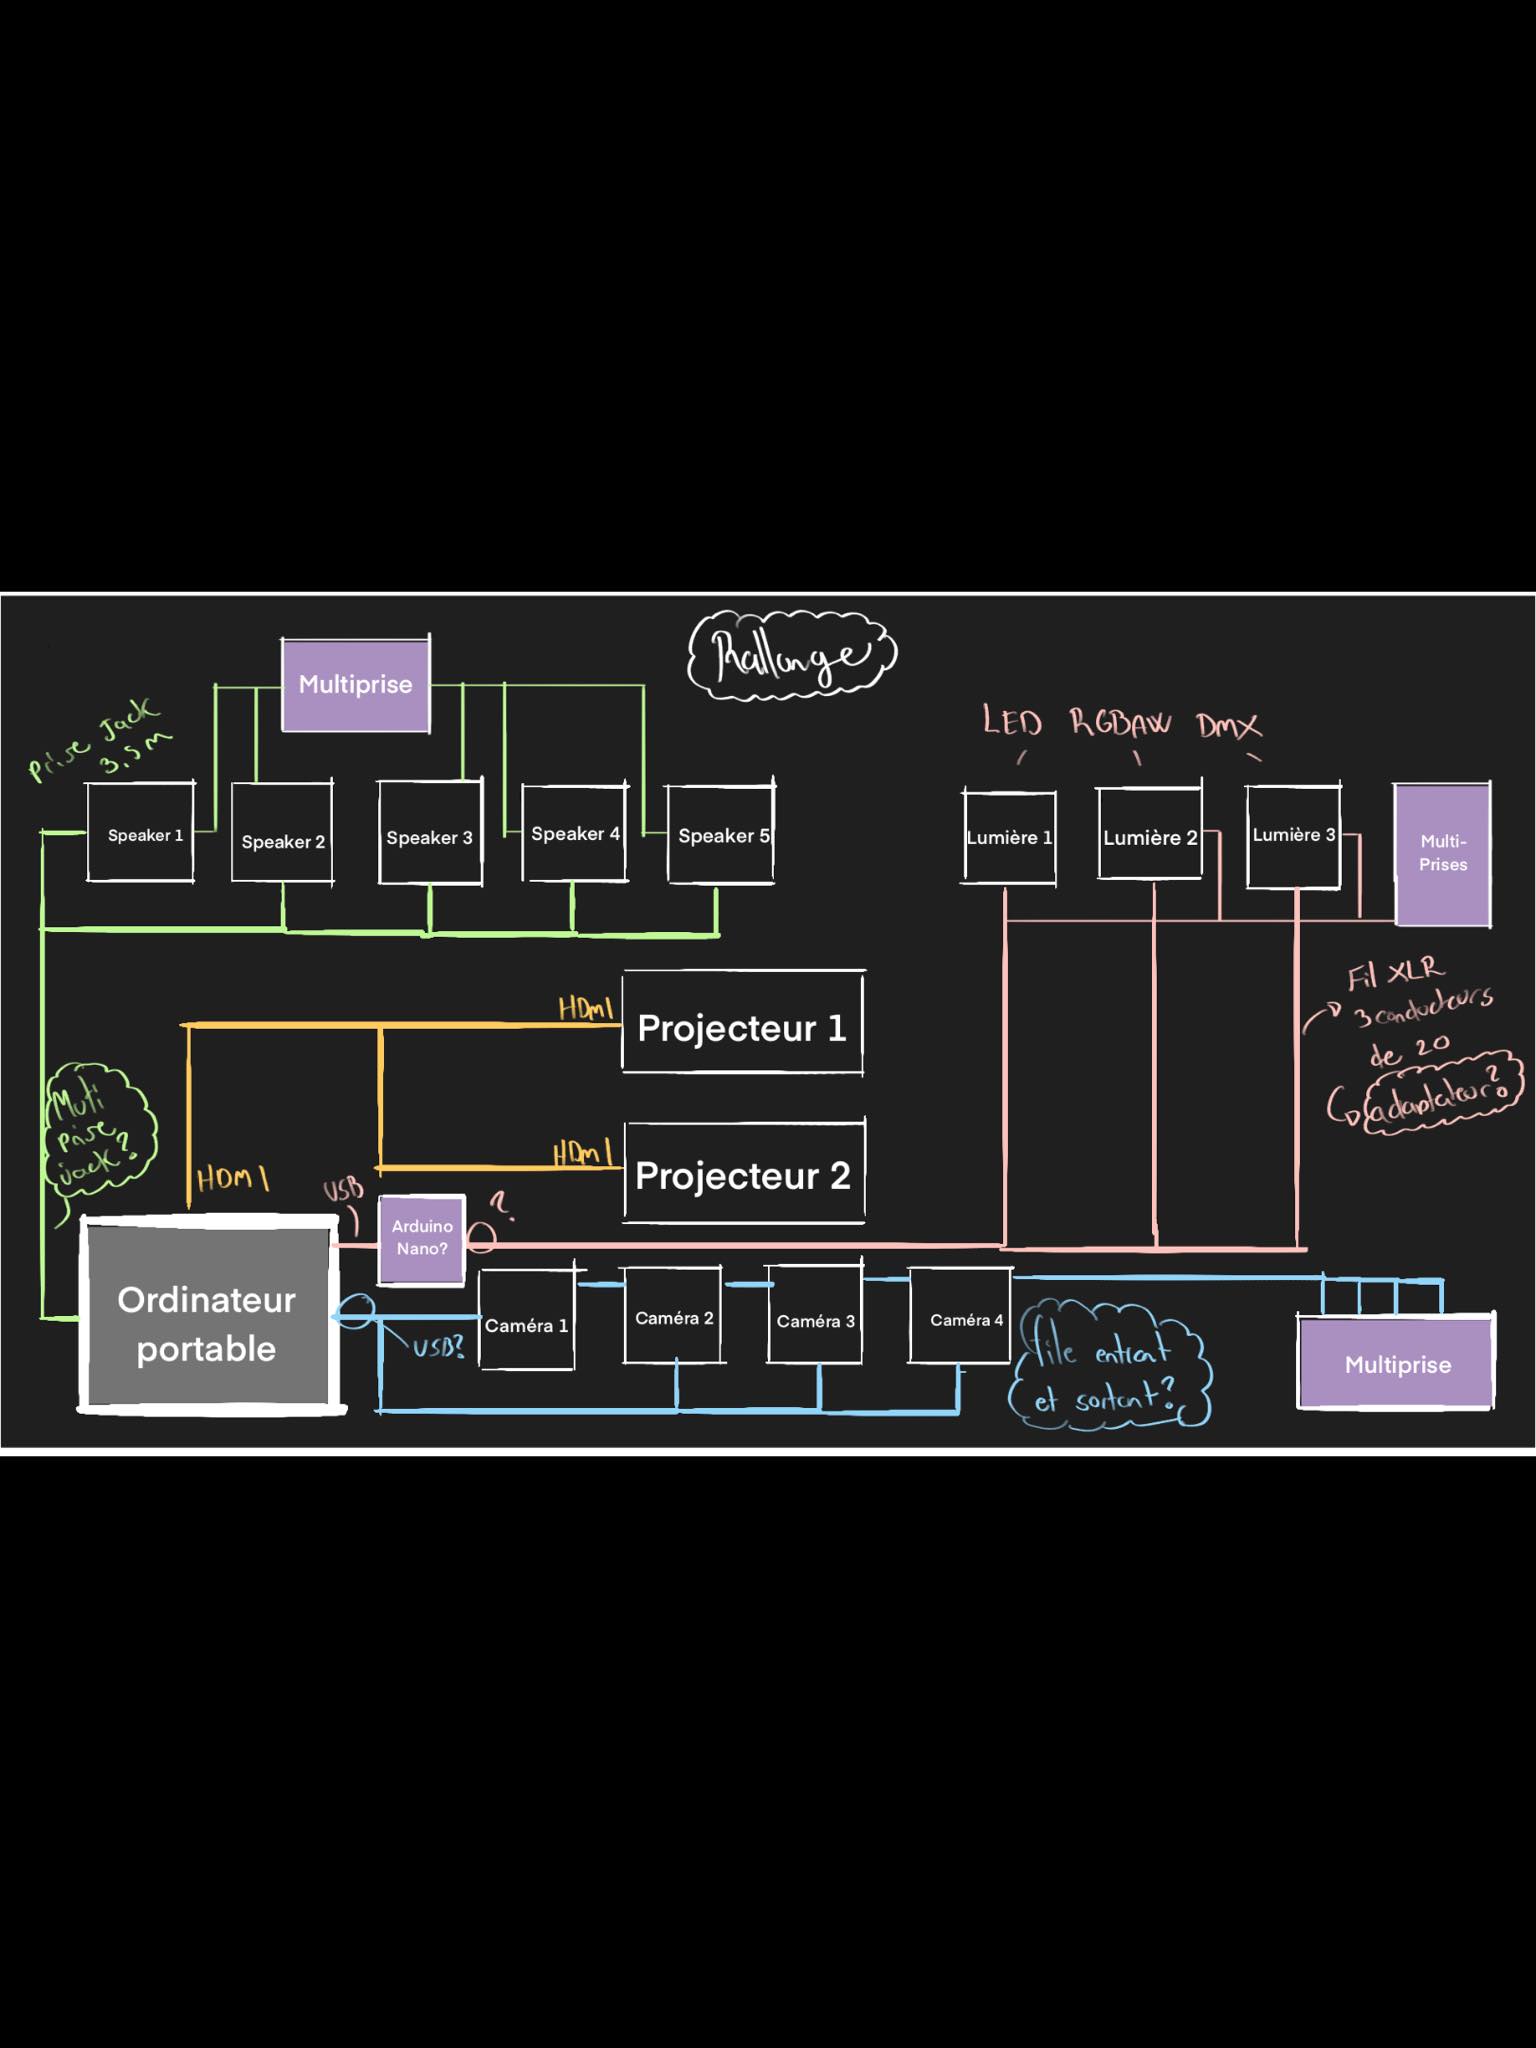 Rallonge
Multiprise
Prise Jack
3.5m
LED RGBAW DMX
Speaker 1
Speaker 2
Speaker 3
Speaker 4
Speaker 5
Lumière 1
Lumière 2
Lumière 3
Multi-
Prises
Fil XLR
3 conducteurs
de 20
adaptateur?
HDMI
Projecteur 1
Muti
prise
jack?
HDMI
HDMI
Projecteur 2
USB
Arduino
Nano?
?
Ordinateur
portable
USB?
Caméra 1
Caméra 2
Caméra 3
Caméra 4
file entrant
et sortant?
Multiprise